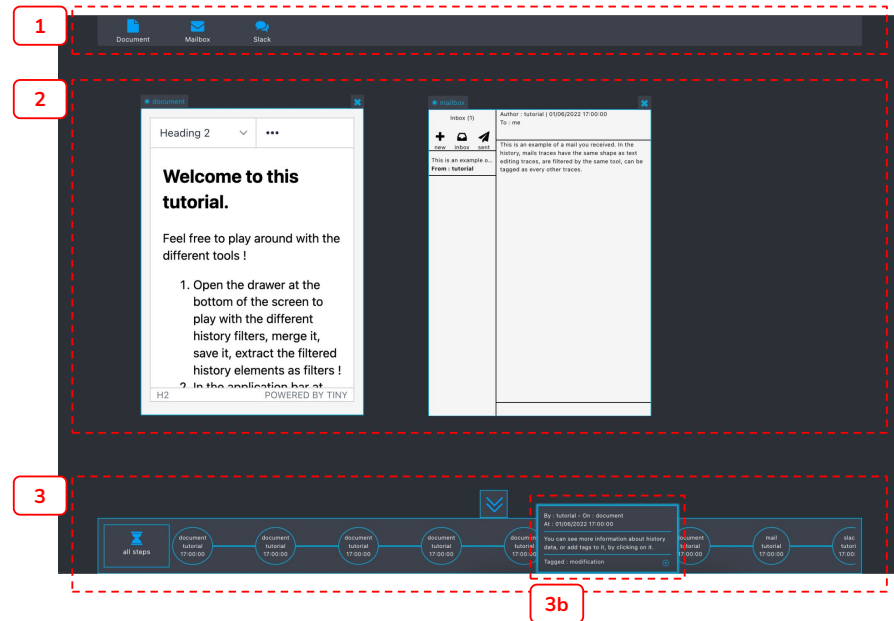 1
Document Mailbox Slack
2
document
Heading 2
Welcome to this
tutorial.
Feel free to play around with the
different tools !
1. Open the drawer at the
bottom of the screen to
play with the different
history filters, merge it,
save it, extract the filtered
history elements as filters !
2. In the application bar at
H2 POWERED BY TINY
mailbox
Inbox (1)
new inbox sent
This is an example o...
From : tutorial
Author : tutorial | 01/06/2022 17:00:00
To : me
This is an example of a mail you received. In the
history, mails traces have the same shape as text
editing traces, are filtered by the same tool, can be
tagged as every other traces.
3
all steps
document
tutorial
17:00:00
document
tutorial
17:00:00
document
tutorial
17:00:00
document
tutorial
17:00:00
By : tutorial - On : document
At : 01/06/2022 17:00:00
You can see more information about history
data, or add tags to it, by clicking on it.
Tagged : modification
mail
tutorial
17:00:00
slac
tutori
17:00:
3b